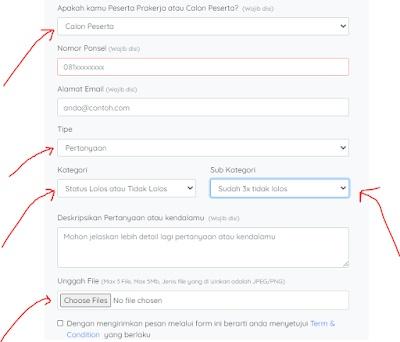 Apakah kamu Peserta Prakerja atau Calon Peserta? (Wajib diisi)
Calon Peserta
Nomor Ponsel (Wajib diisi)
081xxxxxxxx
Alamat Email (Wajib diisi)
anda@contoh.com
Tipe
Pertanyaan
Kategori Sub Kategori
Status Lolos atau Tidak Lolos Sudah 3x tidak lolos
Deskripsikan Pertanyaan atau kendalamu (Wajib diisi)
Mohon jelaskan lebih detail lagi pertanyaan atau kendalamu
Unggah File (Max 5 File, Max 5Mb, Jenis file yang di izinkan adalah JPEG/PNG)
Choose Files No file chosen
Dengan mengirimkan pesan melalui form ini berarti anda menyetujui Term &
Condition yang berlaku